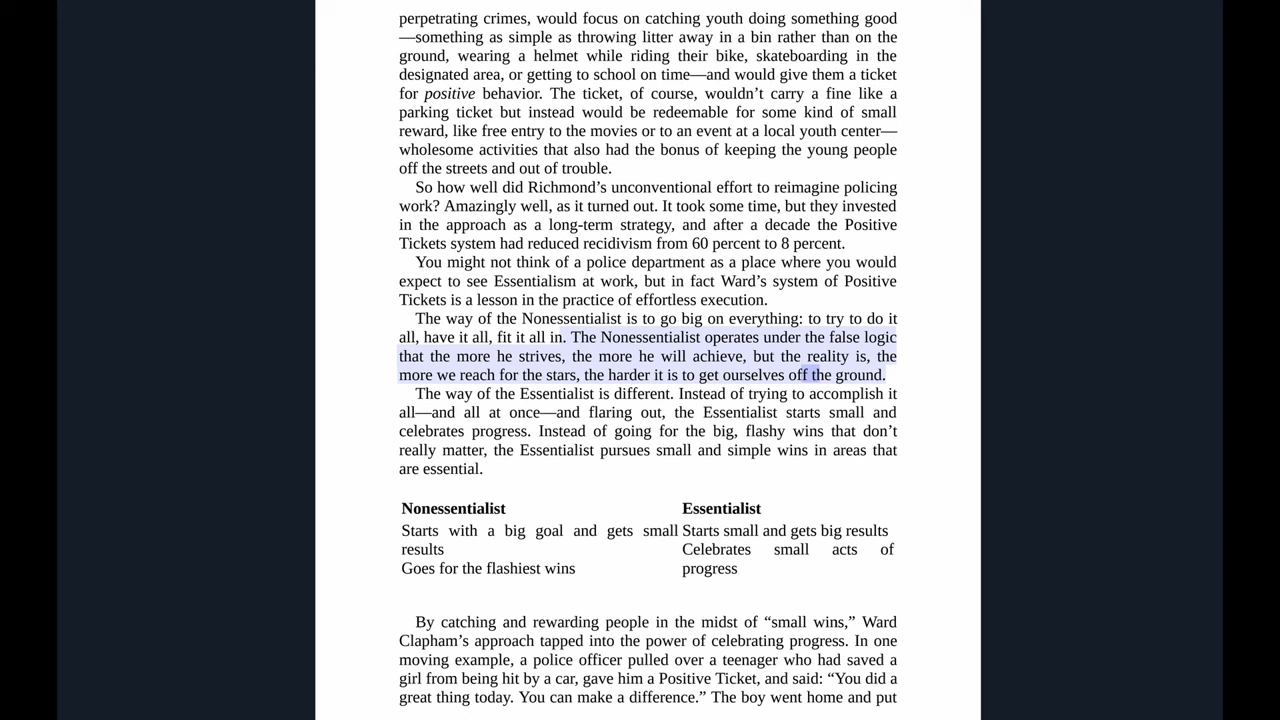 perpetrating crimes, would focus on catching youth doing something good
—something as simple as throwing litter away in a bin rather than on the
ground, wearing a helmet while riding their bike, skateboarding in the
designated area, or getting to school on time—and would give them a ticket
for positive behavior. The ticket, of course, wouldn’t carry a fine like a
parking ticket but instead would be redeemable for some kind of small
reward, like free entry to the movies or to an event at a local youth center—
wholesome activities that also had the bonus of keeping the young people
off the streets and out of trouble.
So how well did Richmond’s unconventional effort to reimagine policing
work? Amazingly well, as it turned out. It took some time, but they invested
in the approach as a long-term strategy, and after a decade the Positive
Tickets system had reduced recidivism from 60 percent to 8 percent.
You might not think of a police department as a place where you would
expect to see Essentialism at work, but in fact Ward’s system of Positive
Tickets is a lesson in the practice of effortless execution.
The way of the Nonessentialist is to go big on everything: to try to do it
all, have it all, fit it all in. The Nonessentialist operates under the false logic
that the more he strives, the more he will achieve, but the reality is, the
more we reach for the stars, the harder it is to get ourselves off the ground.
The way of the Essentialist is different. Instead of trying to accomplish it
all—and all at once—and flaring out, the Essentialist starts small and
celebrates progress. Instead of going for the big, flashy wins that don’t
really matter, the Essentialist pursues small and simple wins in areas that
are essential.
Nonessentialist
Starts with a big goal and gets small
results
Goes for the flashiest wins
Essentialist
Starts small and gets big results
Celebrates small acts of
progress
By catching and rewarding people in the midst of “small wins,” Ward
Clapham’s approach tapped into the power of celebrating progress. In one
moving example, a police officer pulled over a teenager who had saved a
girl from being hit by a car, gave him a Positive Ticket, and said: “You did a
great thing today. You can make a difference.” The boy went home and put